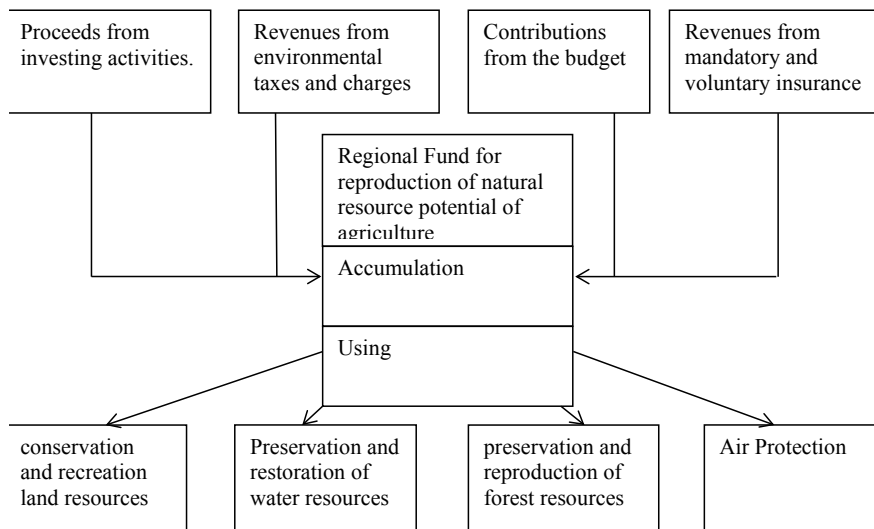 Proceeds from
investing activities.
Revenues from
environmental
taxes and charges
Contributions
from the budget
Revenues from
mandatory and
voluntary insurance
Regional Fund for
reproduction of natural
resource potential of
agriculture
Accumulation
Using
conservation
and recreation
land resources
Preservation and
restoration of
water resources
preservation and
reproduction of
forest resources
Air Protection